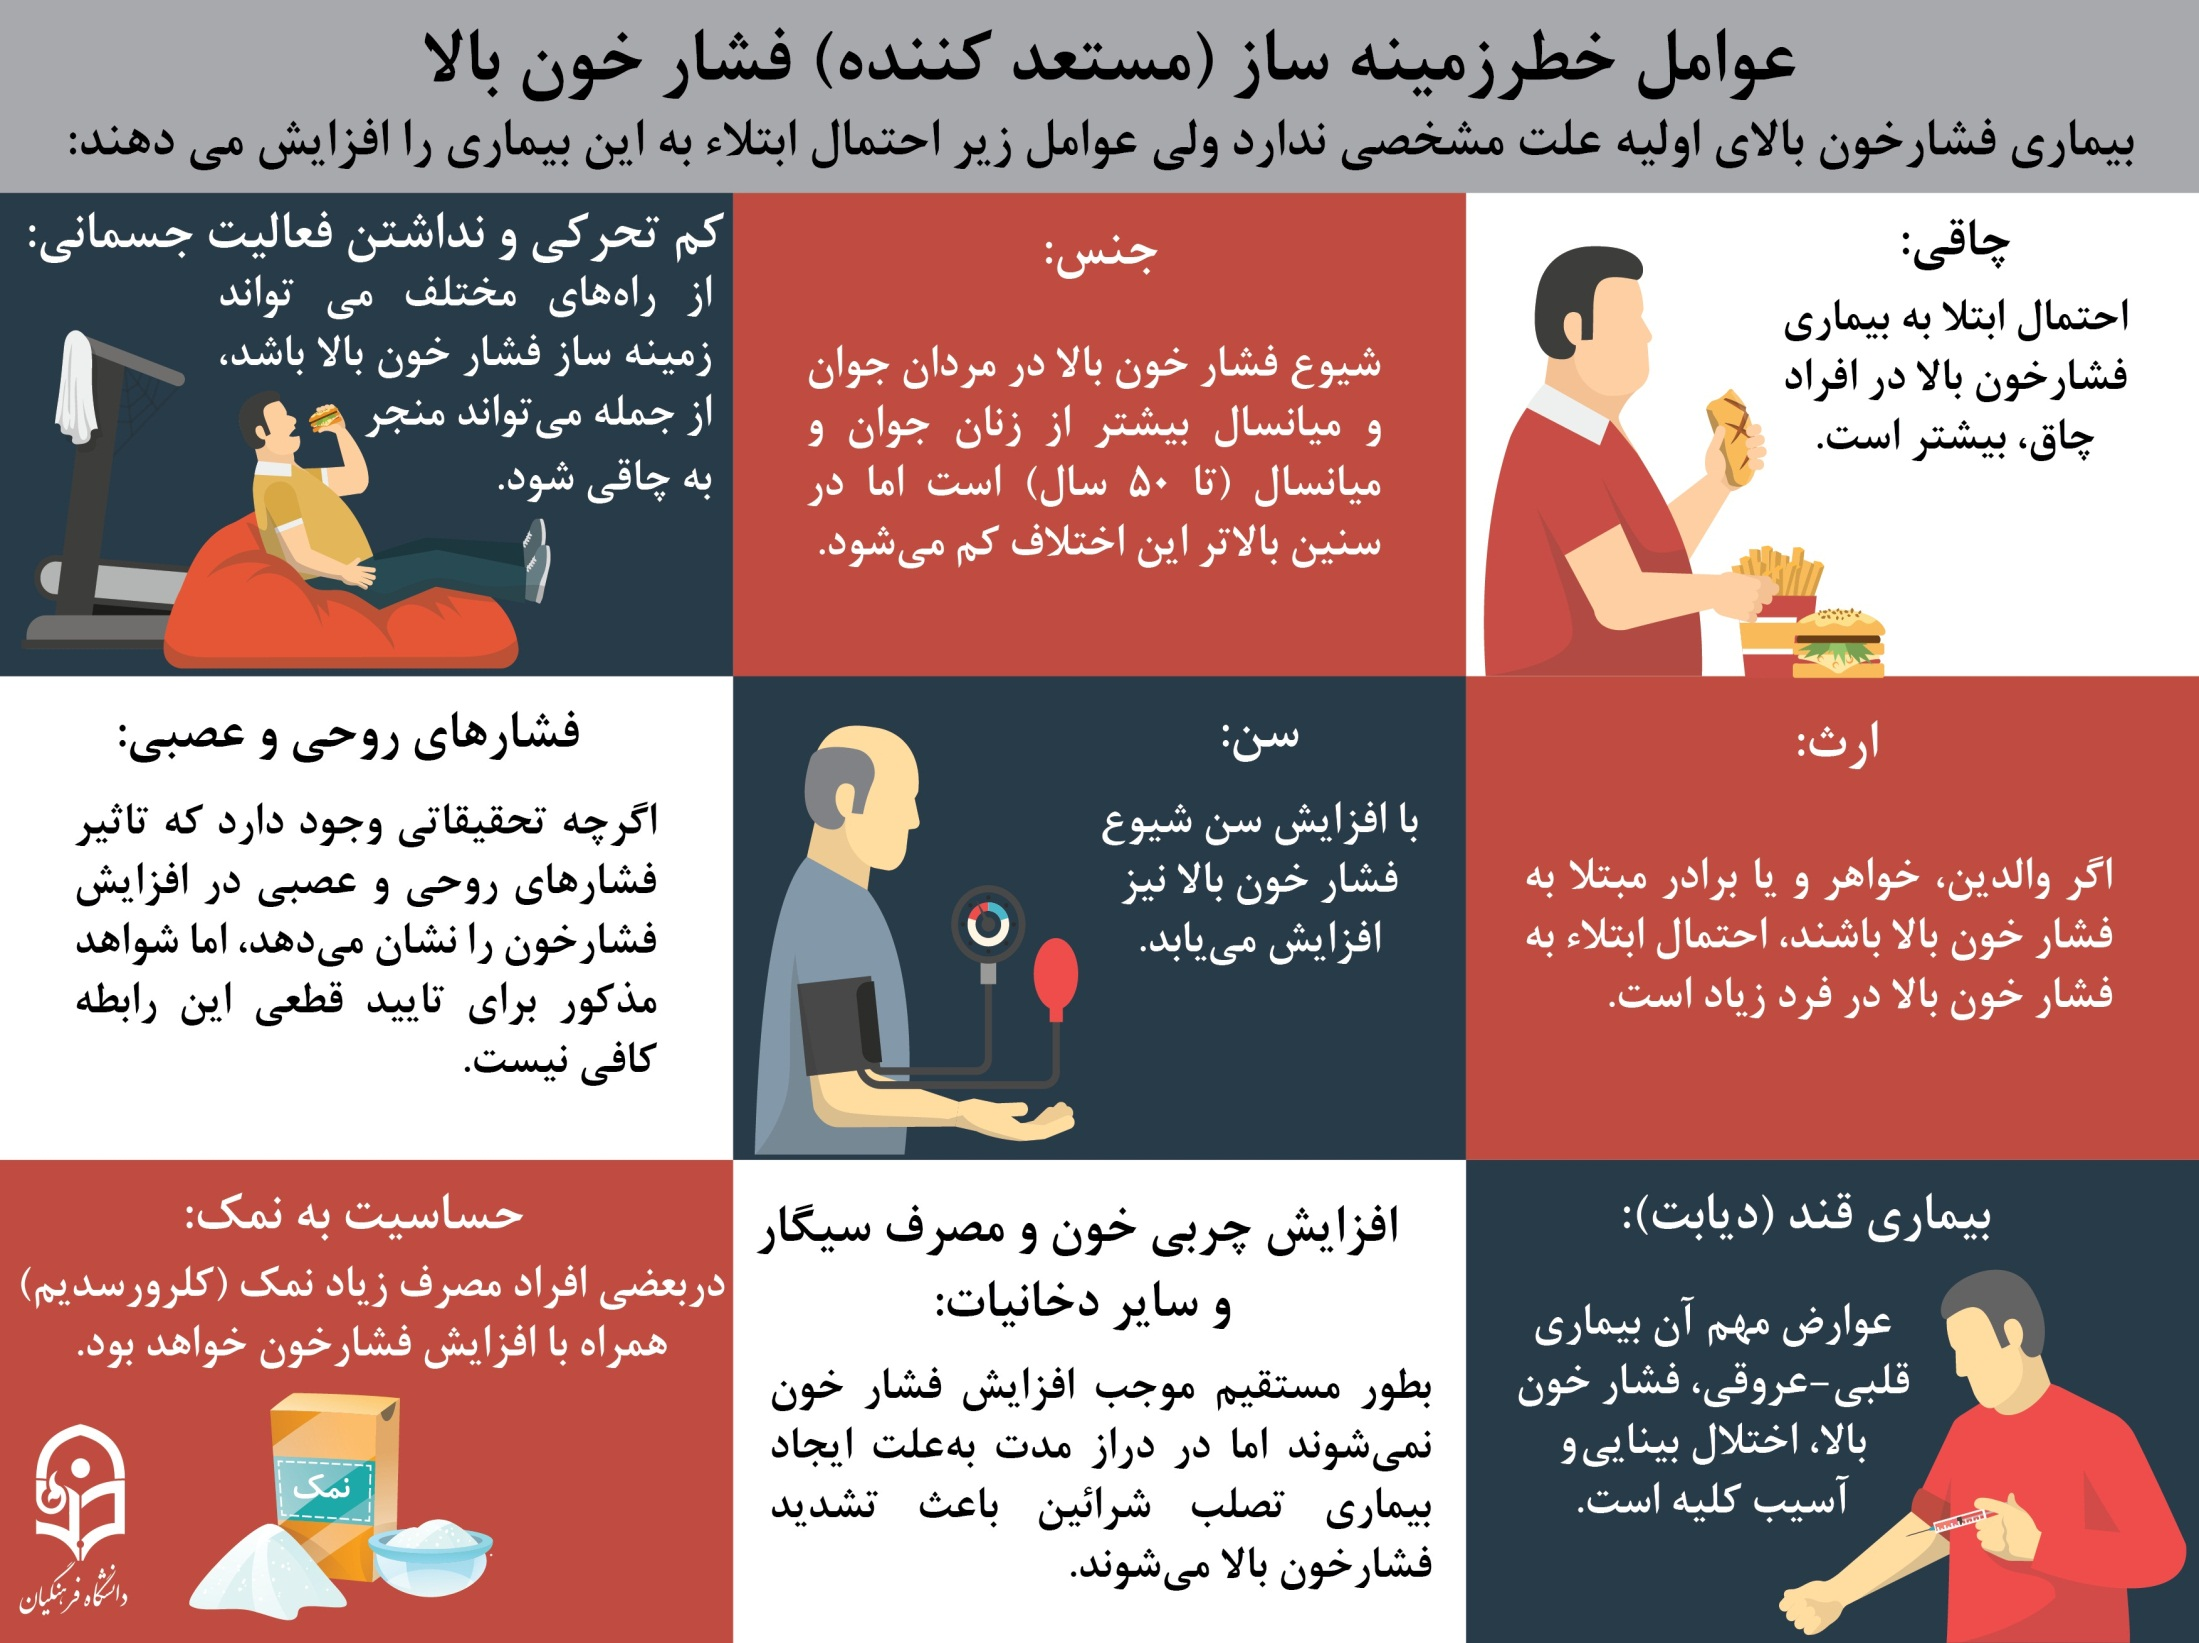 عوامل خطرزمینه ساز (مستعد کننده) فشار خون بالا
بیماری فشارخون بالای اولیه علت مشخصی ندارد ولی عوامل زیر احتمال ابتلاء به این بیماری را افزایش می دهند:
چاقی:
احتمال ابتلا به بیماری
فشارخون بالا در افراد
چاق، بیشتر است.
جنس:
شیوع فشار خون بالا در مردان جوان
و میانسال بیشتر از زنان جوان و
میانسال (تا ۵۰ سال) است اما در
سنین بالاتر این اختلاف کم می‌شود.
کم تحرکی و نداشتن فعالیت جسمانی:
از راه‌های مختلف می تواند
زمینه ساز فشار خون بالا باشد،
از جمله می‌تواند منجر
به چاقی شود.
ارث:
اگر والدین، خواهر و یا برادر مبتلا به
فشار خون بالا باشند، احتمال ابتلاء به
فشار خون بالا در فرد زیاد است.
سن:
با افزایش سن شیوع
فشار خون بالا نیز
افزایش می‌یابد.
فشارهای روحی و عصبی:
اگرچه تحقیقاتی وجود دارد که تاثیر
فشارهای روحی و عصبی در افزایش
فشارخون را نشان می‌دهد، اما شواهد
مذکور برای تایید قطعی این رابطه
کافی نیست.
بیماری قند (دیابت):
عوارض مهم آن بیماری
قلبی-عروقی، فشار خون
بالا، اختلال بینایی و
آسیب کلیه است.
افزایش چربی خون و مصرف سیگار
و سایر دخانیات:
بطور مستقیم موجب افزایش فشار خون
نمی‌شوند اما در دراز مدت به‌علت ایجاد
بیماری تصلب شرائین باعث تشدید
فشارخون بالا می‌شوند.
حساسیت به نمک:
دربعضی افراد مصرف زیاد نمک (کلرورسدیم)
همراه با افزایش فشارخون خواهد بود.
نمک
دانشگاه فرهنگیان